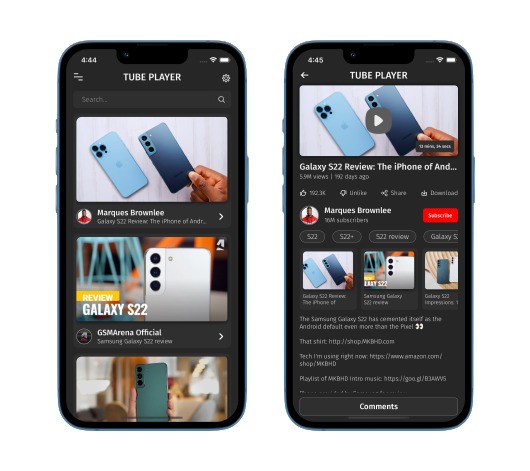 4:44
TUBE PLAYER
Search...
Marques Brownlee
Galaxy S22 Review: The iPhone of Andr...
REVIEW
GALAXY S22
GSMArena Official
Samsung Galaxy S22 review
4:45
TUBE PLAYER
13 mins, 34 secs
Galaxy S22 Review: The iPhone of And...
5.9M views | 192 days ago
192.3K
Unlike
Share
Download
Marques Brownlee
16M subscribers
Subscribe
S22
S22+
S22 review
Galaxy S
REVIEW
GALAXY S22
Galaxy S22 Review:
The iPhone of
Samsung Galaxy
S22 review
Galaxy S22
Impressions:
The Samsung Galaxy S22 has cemented itself as the
Android default even more than the Pixel 👀
That shirt: http://shop.MKBHD.com
Tech I'm using right now: https://www.amazon.com/
shop/MKBHD
Playlist of MKBHD Intro music: https://goo.gl/B3AWV5
Comments